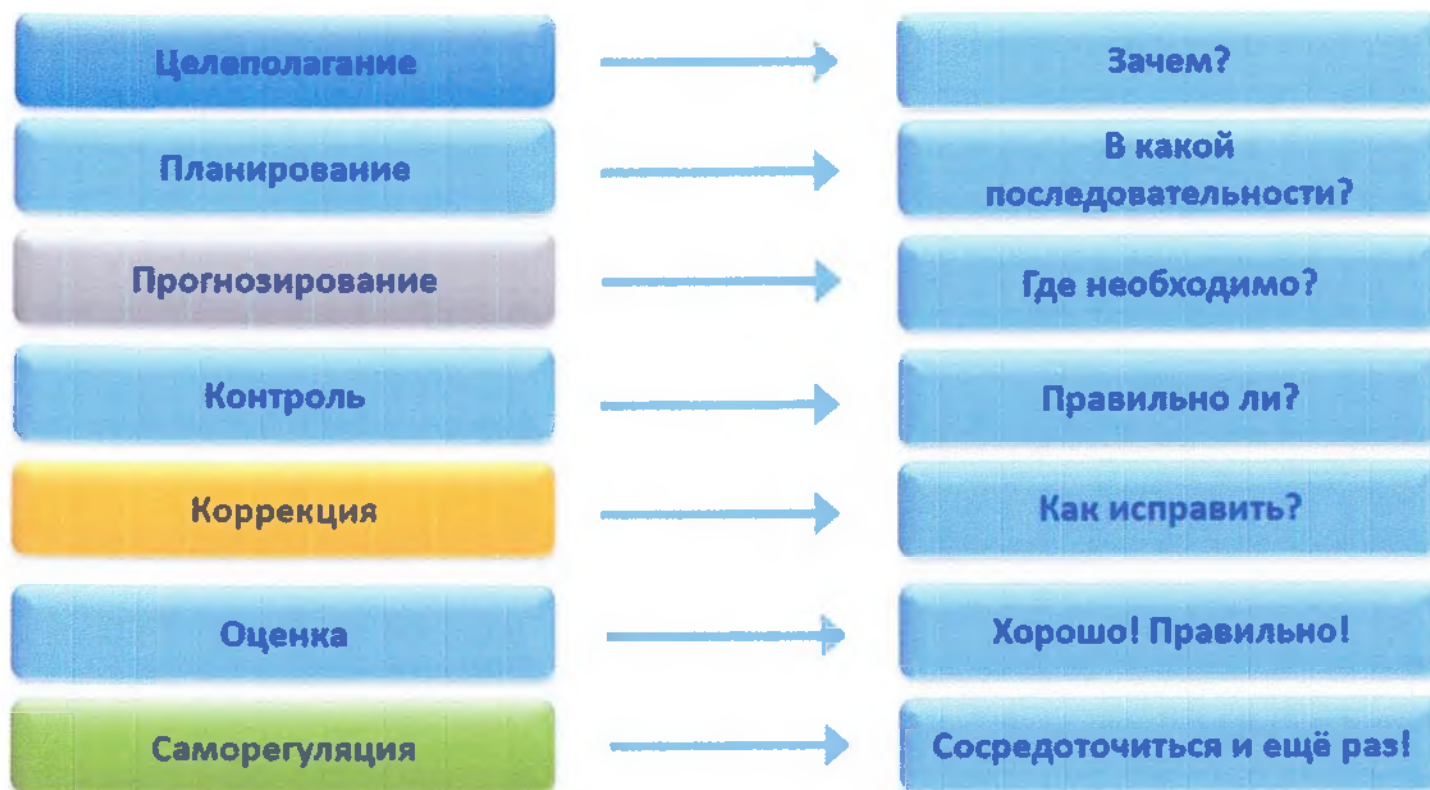 Целеполагание
Зачем?
Планирование
В какой
последовательности?
Прогнозирование
Где необходимо?
Контроль
Правильно ли?
Коррекция
Как исправить?
Оценка
Хорошо! Правильно!
Саморегуляция
Сосредоточиться и ещё раз!